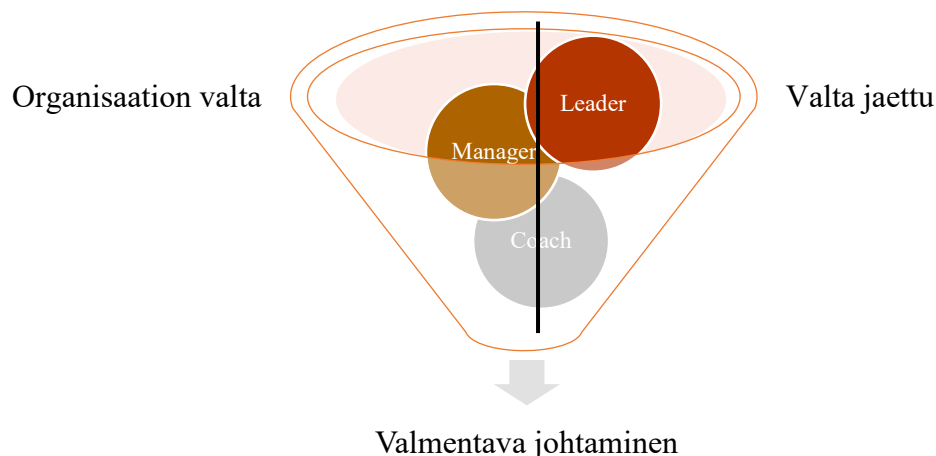 Organisaation valta
Leader
Valta jaettu
Manager
Coach
Valmentava johtaminen